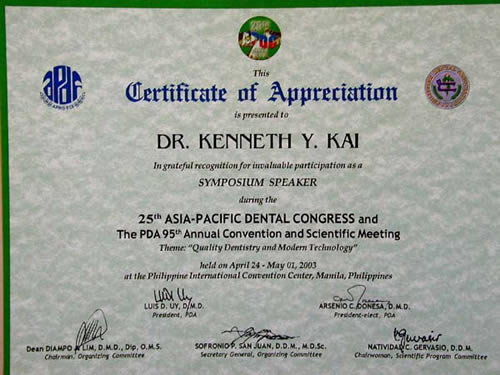 This
Certificate of Appreciation
is presented to
DR. KENNETH Y. KAI
In grateful recognition for invaluable participation as a
SYMPOSIUM SPEAKER
during the
25th ASIA-PACIFIC DENTAL CONGRESS and
The PDA 95th Annual Convention and Scientific Meeting
Theme: "Quality Dentistry and Modern Technology"
held on April 24 - May 01, 2003
at the Philippine International Convention Center, Manila, Philippines
LUIS D. UY, D.M.D.
President, PDA
ARSENIO C. DONESA, D.M.D.
President-elect, PDA
Dean DIAMPO A. LIM, D.M.D., Dip, O.M.S.
Chairman, Organizing Committee
SOFRONIO P. SAN JUAN, D.D.M., M.D.Sc.
Secretary General, Organizing Committee
NATIVIDAD C. GERVASIO, D.D.M.
Chairwoman, Scientific Program Committee